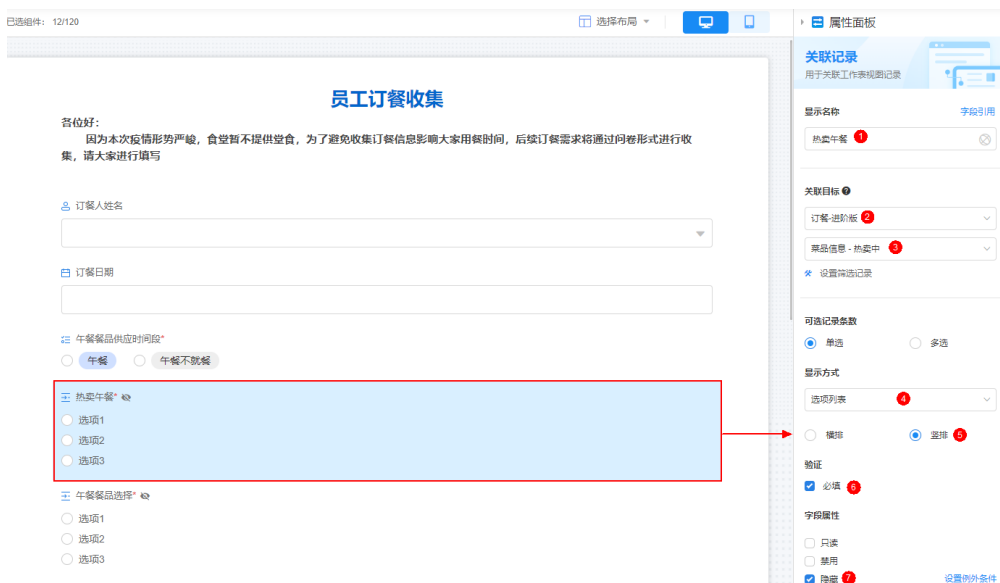 已选组件：12/120
选择布局
属性面板
关联记录
用于关联工作表视图记录
员工订餐收集
各位好：
因为本次疫情形势严峻，食堂暂不提供堂食，为了避免收集订餐信息影响大家用餐时间，后续订餐需求将通过问卷形式进行收
集，请大家进行填写
订餐人姓名
订餐日期
午餐餐品供应时间段*
午餐
午餐不就餐
热卖午餐*
选项1
选项2
选项3
午餐餐品选择*
选项1
选项2
选项3
显示名称
字段引用
热卖午餐 1
关联目标
订餐-进阶版 2
菜品信息 - 热卖中 3
设置筛选记录
可选记录条数
单选
多选
显示方式
选项列表 4
横排
竖排 5
验证
必填 6
字段属性
只读
禁用
隐藏 7
设置例外条件